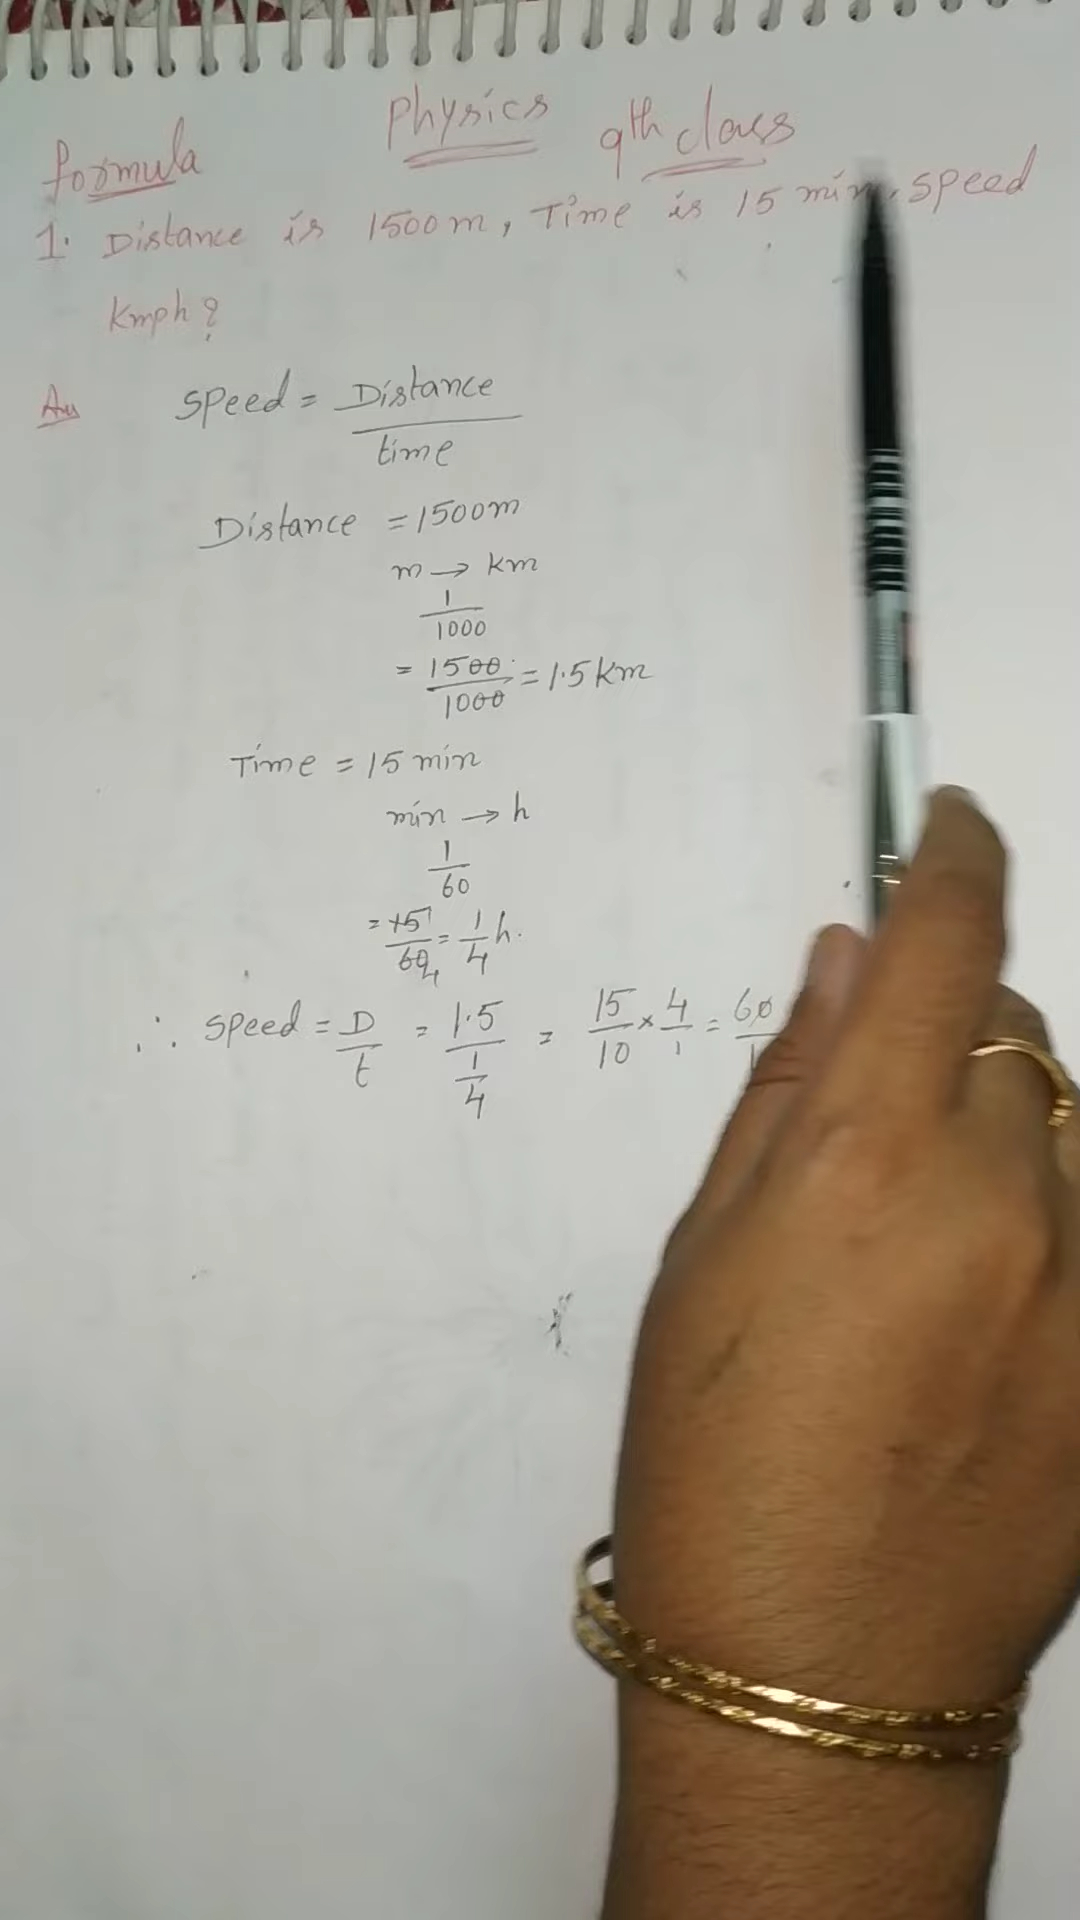 Physics 9th class
Formula
1. Distance is 1500m, Time is 15 min, speed
Kmph?
Ans
Speed = Distance
time
Distance = 1500m
m → km
1
1000
= 1500 = 1.5 km
1000
Time = 15 min
min → h
1
60
= 15 = 1 h.
60 4 4
∴ Speed = D = 1.5 = 15 × 4 = 60
t 1 10 1 1
4